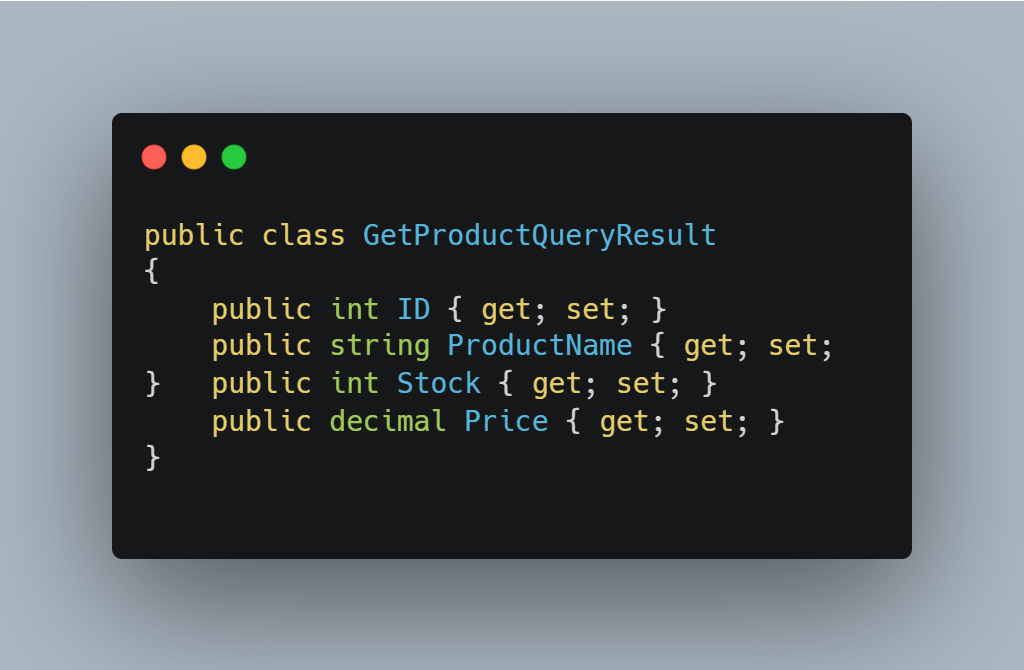 public class GetProductQueryResult
{
    public int ID { get; set; }
    public string ProductName { get; set;
}   public int Stock { get; set; }
    public decimal Price { get; set; }
}